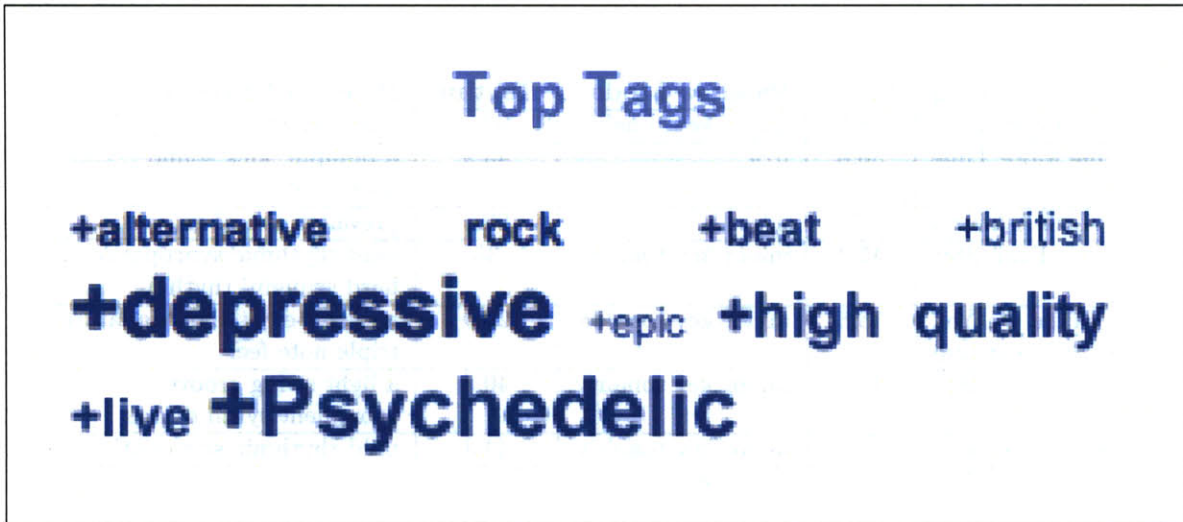 Top Tags
+alternative rock +beat +british
+depressive +epic +high quality
+live +Psychedelic